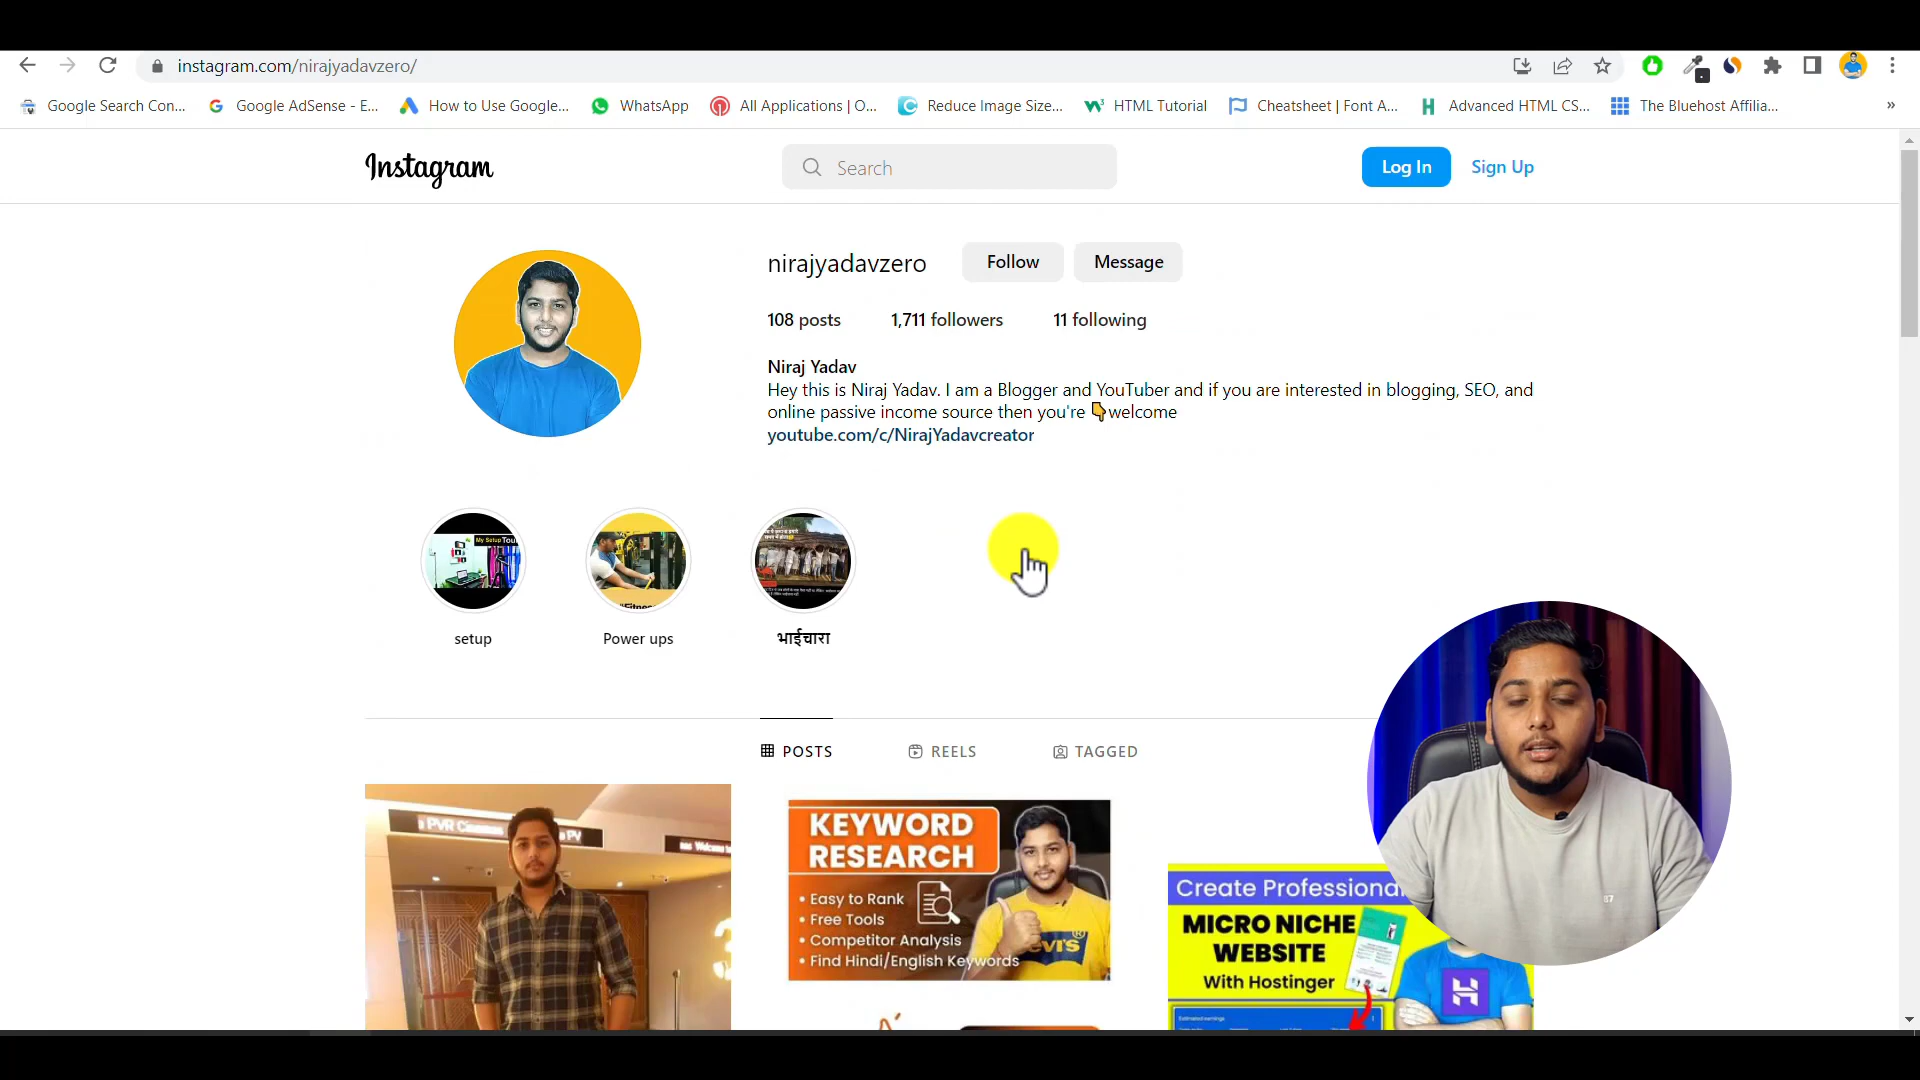 instagram.com/nirajyadavzero/
Google Search Con...
Google AdSense - E...
How to Use Google...
WhatsApp
All Applications | O...
Reduce Image Size...
HTML Tutorial
Cheatsheet | Font A...
Advanced HTML CS...
The Bluehost Affilia...
»
Instagram
Search
Log In
Sign Up
nirajyadavzero
Follow
Message
108 posts
1,711 followers
11 following
Niraj Yadav
Hey this is Niraj Yadav. I am a Blogger and YouTuber and if you are interested in blogging, SEO, and
online passive income source then you're 👇welcome
youtube.com/c/NirajYadavcreator
My Setup Tou
setup
Power ups
भाईचारा
POSTS
REELS
TAGGED
KEYWORD
RESEARCH
• Easy to Rank
• Free Tools
• Competitor Analysis
• Find Hindi/English Keywords
Create Professiona
MICRO NICHE
WEBSITE
With Hostinger
Estimated earnings